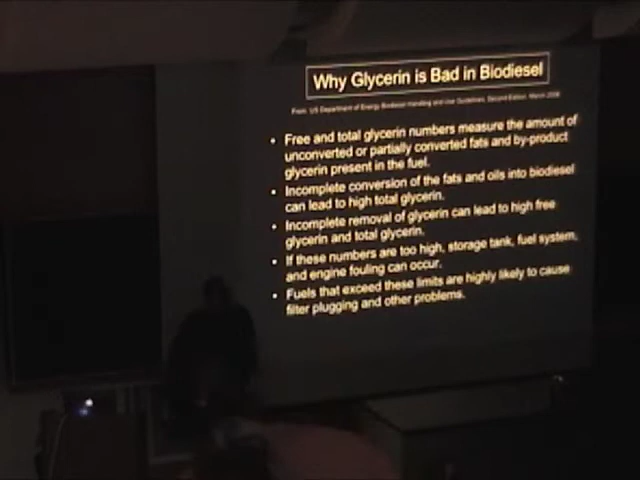 Why Glycerin is Bad in Biodiesel
From: US Department of Energy Biodiesel Handling and Use Guidelines, Second Edition, March 2006
• Free and total glycerin numbers measure the amount of
unconverted or partially converted fats and by-product
glycerin present in the fuel.
• Incomplete conversion of the fats and oils into biodiesel
can lead to high total glycerin.
• Incomplete removal of glycerin can lead to high free
glycerin and total glycerin.
• If these numbers are too high, storage tank, fuel system,
and engine fouling can occur.
• Fuels that exceed these limits are highly likely to cause
filter plugging and other problems.